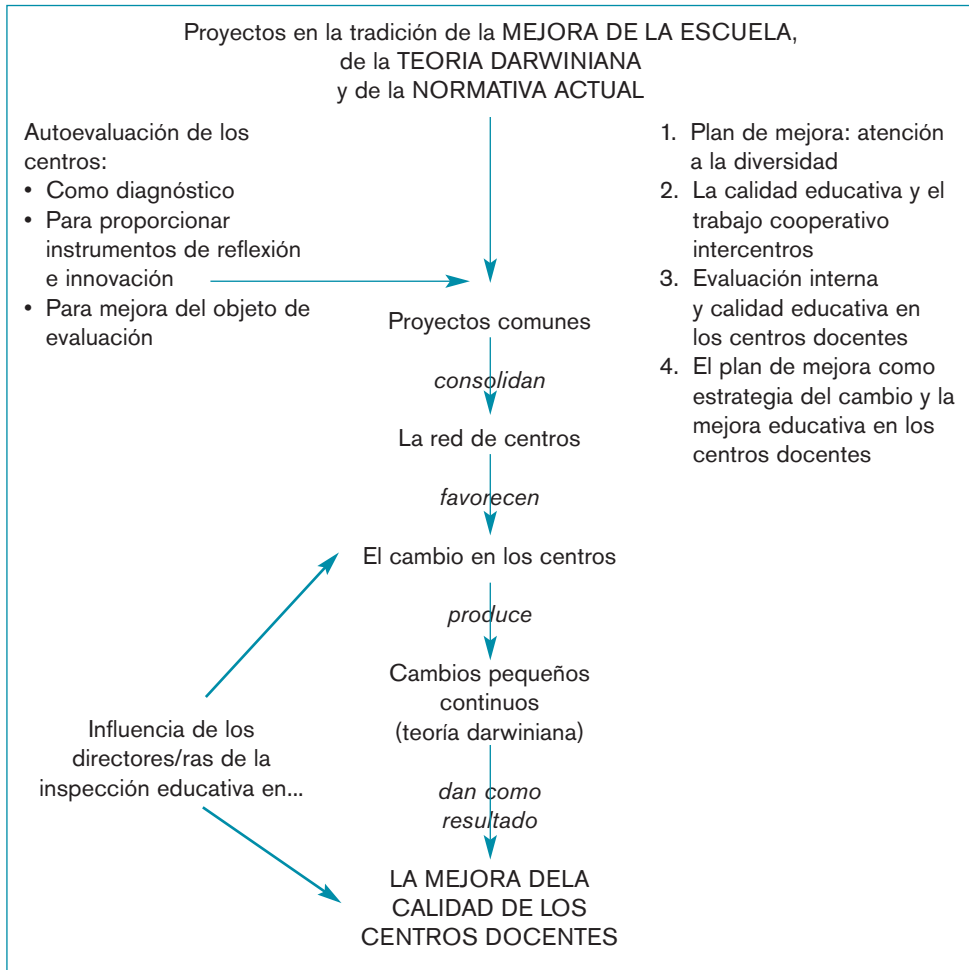 Proyectos en la tradición de la MEJORA DE LA ESCUELA,
de la TEORIA DARWINIANA
y de la NORMATIVA ACTUAL
Autoevaluación de los
centros:
• Como diagnóstico
• Para proporcionar
instrumentos de reflexión
e innovación
• Para mejora del objeto de
evaluación
1. Plan de mejora: atención
a la diversidad
2. La calidad educativa y el
trabajo cooperativo
intercentros
3. Evaluación interna
y calidad educativa en
los centros docentes
4. El plan de mejora como
estrategia del cambio y la
mejora educativa en los
centros docentes
Proyectos comunes
consolidan
La red de centros
favorecen
El cambio en los centros
produce
Cambios pequeños
continuos
(teoría darwiniana)
Influencia de los
directores/ras de la
inspección educativa en...
dan como
resultado
LA MEJORA DELA
CALIDAD DE LOS
CENTROS DOCENTES